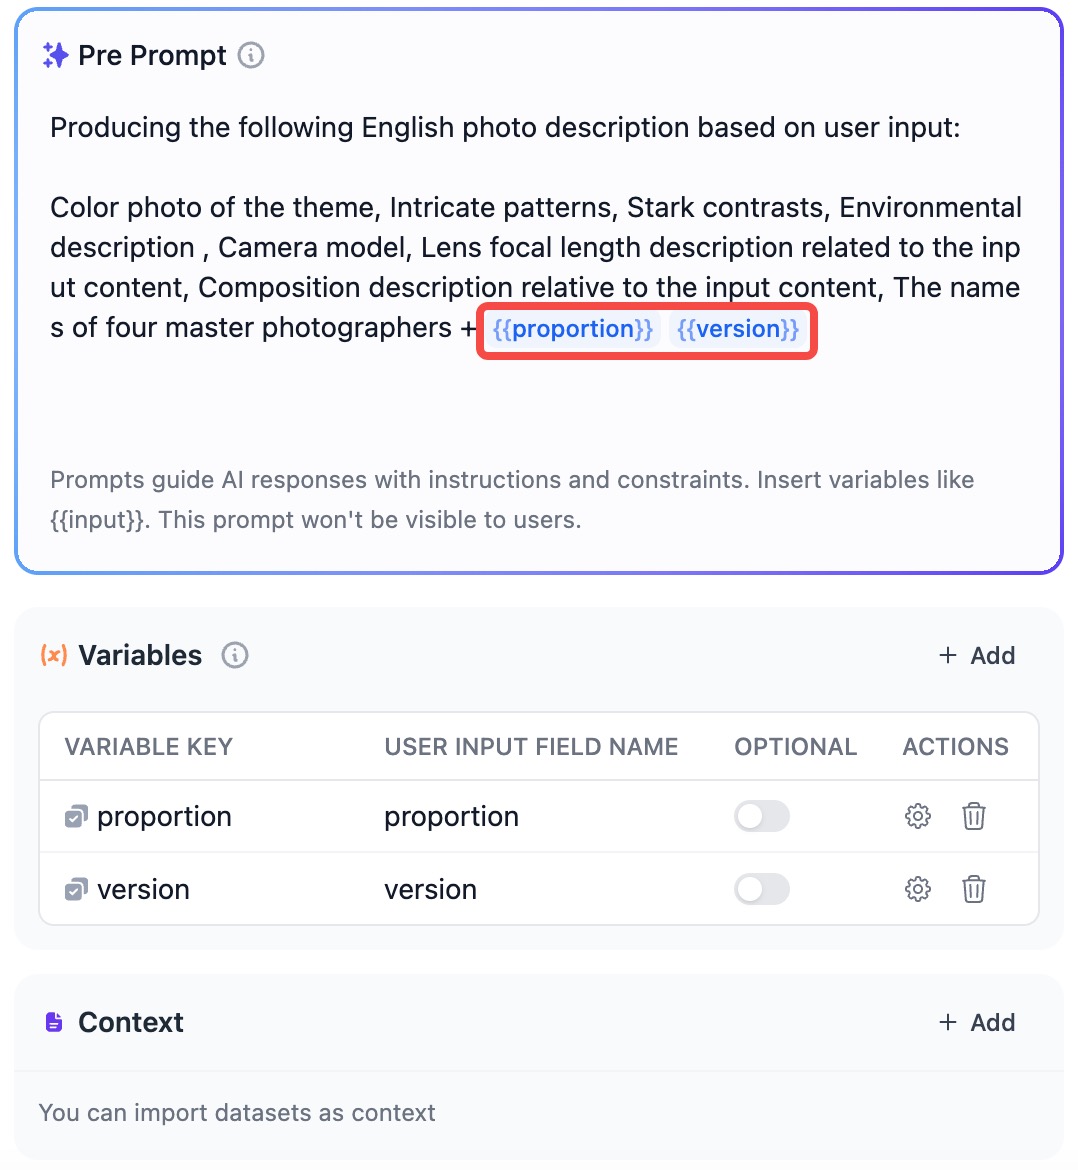 Pre Prompt
Producing the following English photo description based on user input:
Color photo of the theme, Intricate patterns, Stark contrasts, Environmental
description , Camera model, Lens focal length description related to the inp
ut content, Composition description relative to the input content, The name
s of four master photographers + {{proportion}} {{version}}
Prompts guide AI responses with instructions and constraints. Insert variables like
{{input}}. This prompt won't be visible to users.
(x) Variables
+ Add
VARIABLE KEY USER INPUT FIELD NAME OPTIONAL ACTIONS
proportion proportion
version version
Context
+ Add
You can import datasets as context